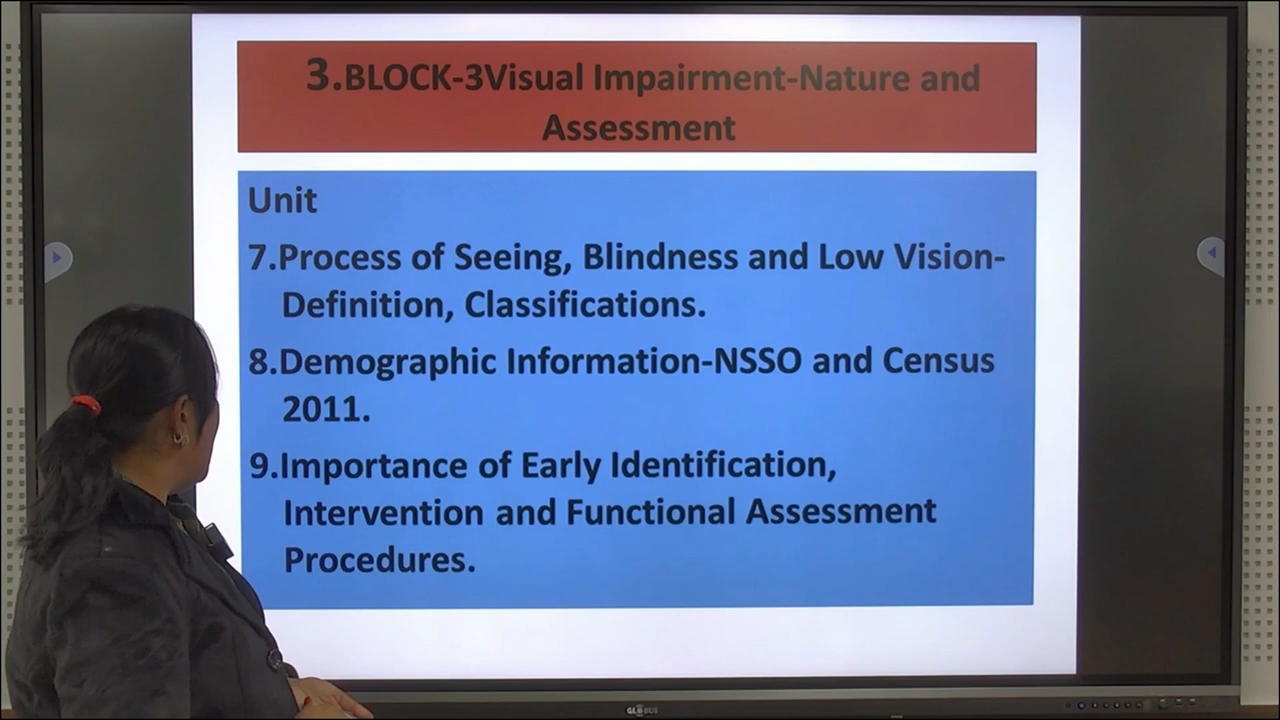 3.BLOCK-3Visual Impairment-Nature and
Assessment
Unit
7.Process of Seeing, Blindness and Low Vision-
Definition, Classifications.
8.Demographic Information-NSSO and Census
2011.
9.Importance of Early Identification,
Intervention and Functional Assessment
Procedures.
GLOBUS